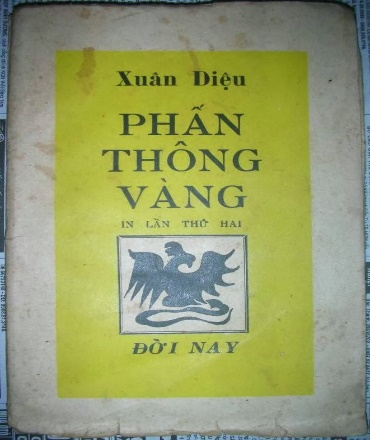 Xuân Diệu
PHẤN
THÔNG
VÀNG
IN LẦN THỨ HAI
ĐỜI NAY